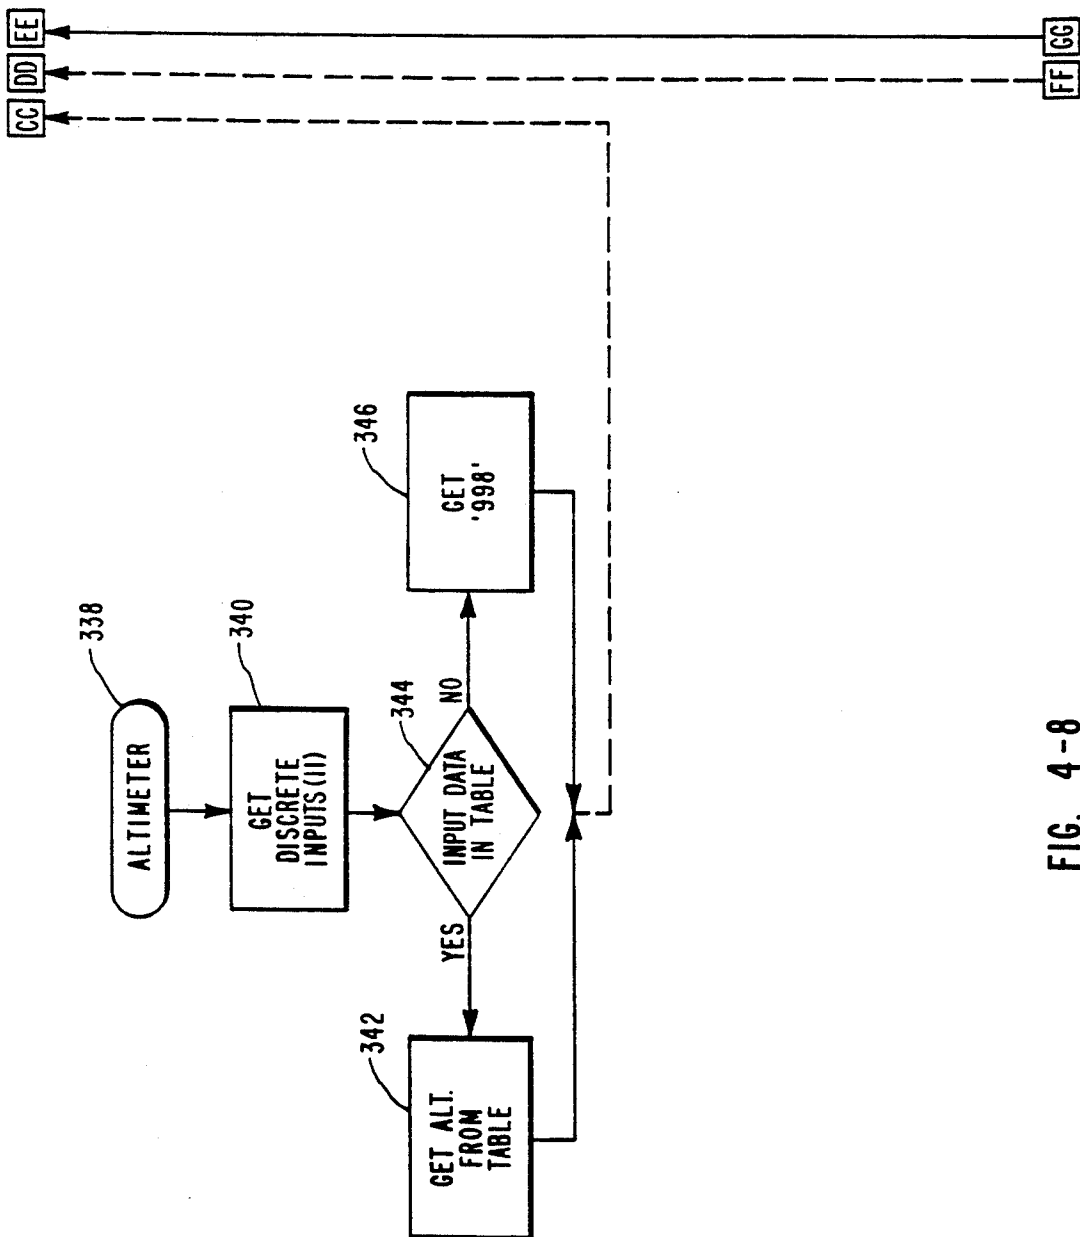 EE
DD
CC
GG
FF
338
ALTIMETER
340
GET
DISCRETE
INPUTS (11)
344
INPUT DATA
IN TABLE
YES
NO
342
GET ALT.
FROM
TABLE
346
GET
'998'
FIG. 4-8